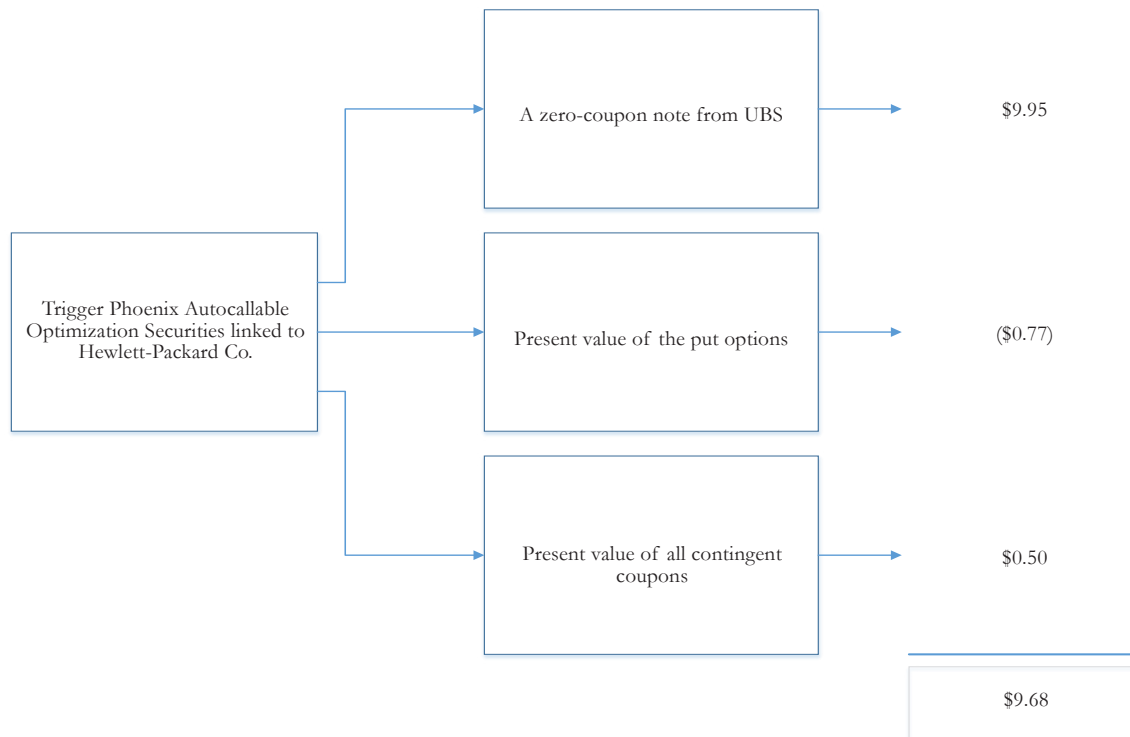 A zero-coupon note from UBS
$9.95
Trigger Phoenix Autocallable
Optimization Securities linked to
Hewlett-Packard Co.
Present value of the put options
($0.77)
Present value of all contingent
coupons
$0.50
$9.68